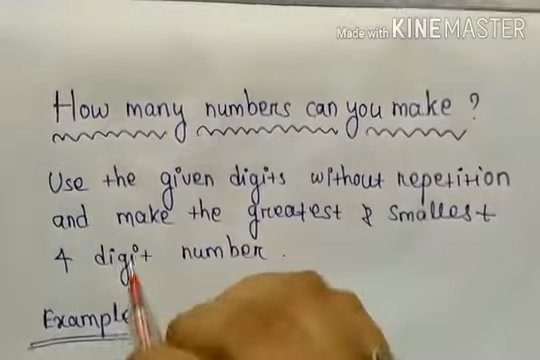 Made with KINEMASTER
How many numbers can you make ?
Use the given digits without repetition
and make the greatest & smallest
4 digit number .
Example